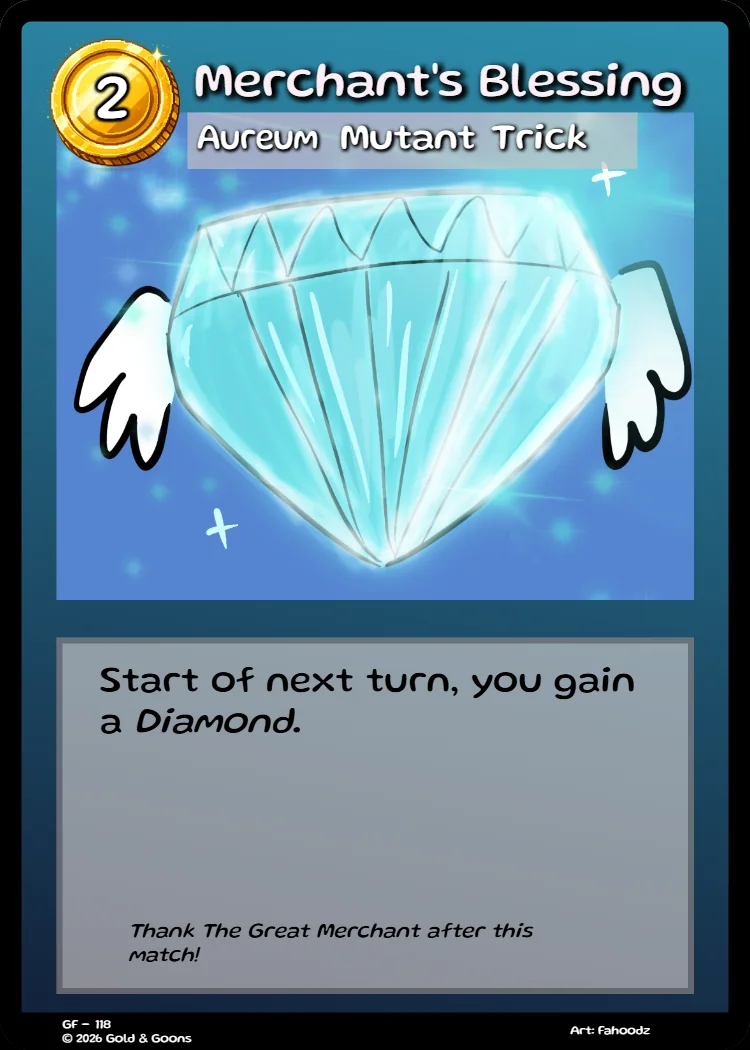 2
Merchant's Blessing
Aureum Mutant Trick
Start of next turn, you gain
a Diamond.
Thank The Great Merchant after this
match!
GF - 118
© 2026 Gold & Goons
Art: fahoodz